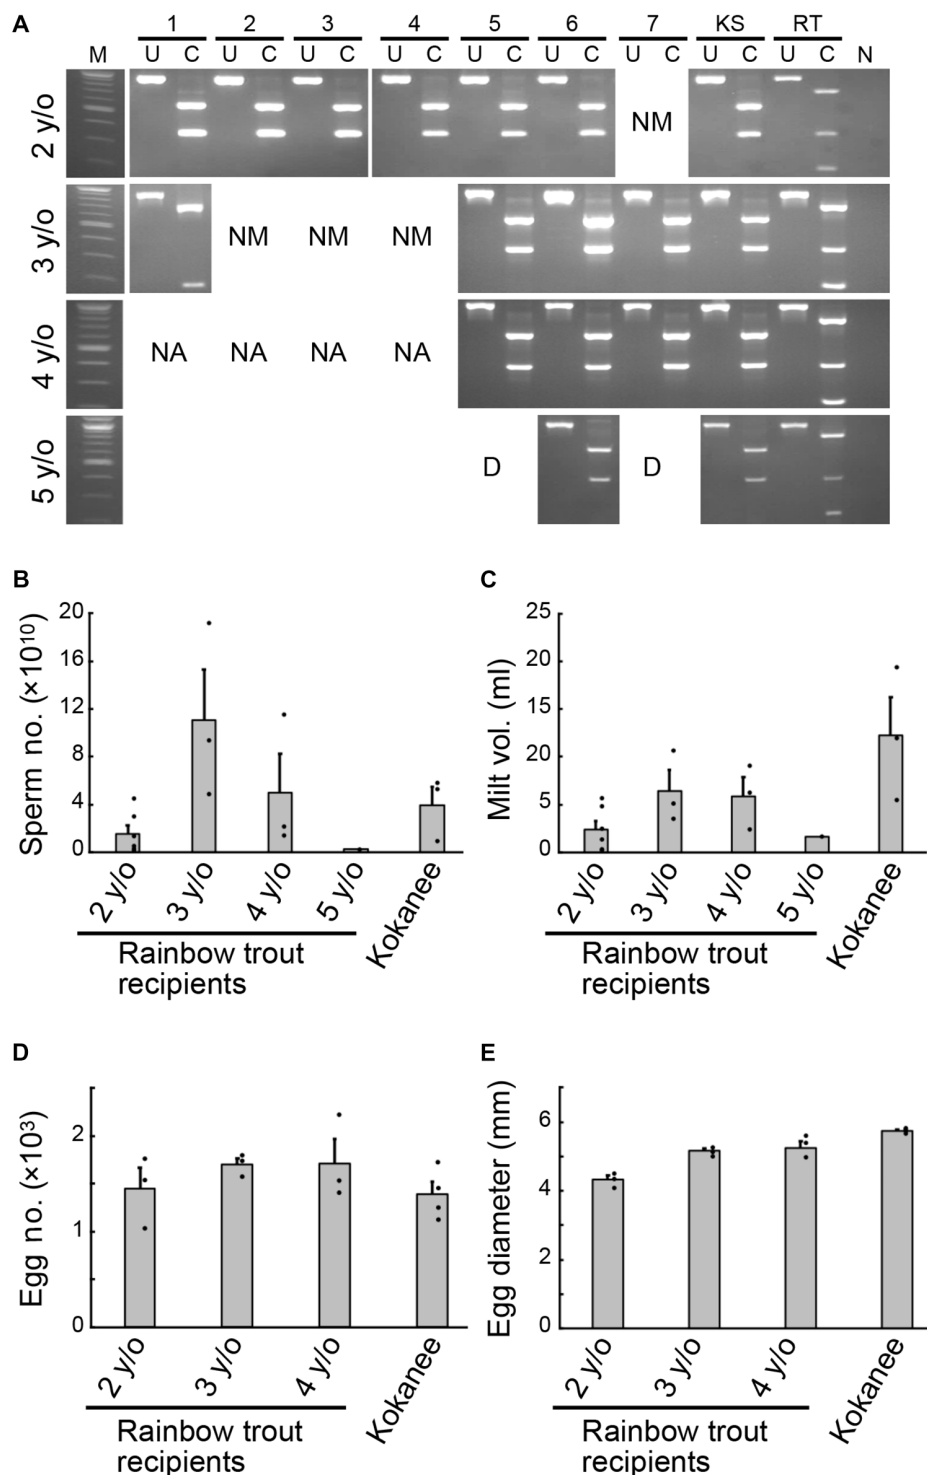 A
1 2 3 4 5 6 7 KS RT
M U C U C U C U C U C U C U C U C U C N
2 y/o NM
3 y/o NM NM NM
4 y/o NA NA NA NA
5 y/o D D
B
Sperm no. (×10¹⁰)
20
16
12
8
4
0
2 y/o 3 y/o 4 y/o 5 y/o Kokanee
Rainbow trout
recipients
C
Milt vol. (ml)
25
20
15
20
5
0
2 y/o 3 y/o 4 y/o 5 y/o Kokanee
Rainbow trout
recipients
D
Egg no. (×10³)
2
1
0
2 y/o 3 y/o 4 y/o Kokanee
Rainbow trout
recipients
E
Egg diameter (mm)
6
4
2
0
2 y/o 3 y/o 4 y/o Kokanee
Rainbow trout
recipients